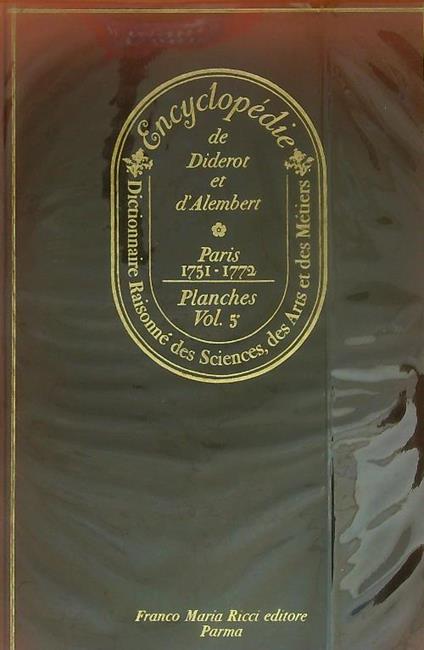 Encyclopédie
de
Diderot
et
d'Alembert
Paris
1751-1772
Planches
Vol. 5°
Dictionnaire Raisonné des Sciences, des Arts et des Métiers
Franco Maria Ricci editore
Parma